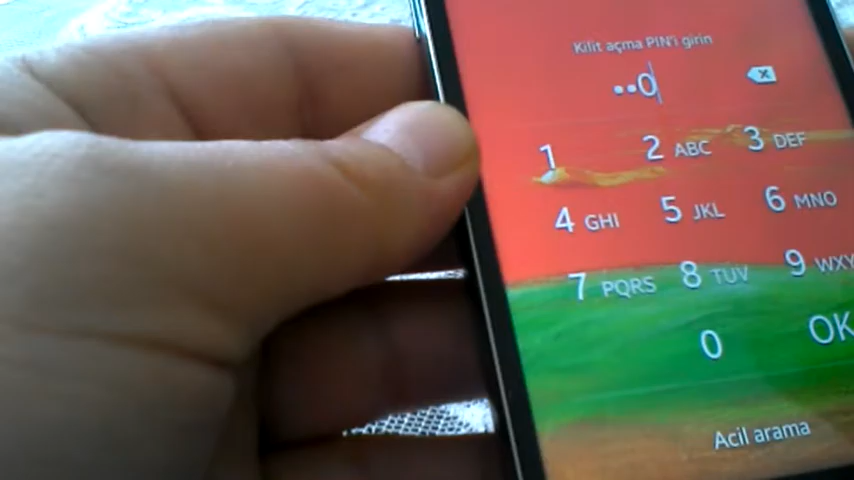 Kilit açma PIN'i girin
••0
1 2 ABC 3 DEF
4 GHI 5 JKL 6 MNO
7 PQRS 8 TUV 9 WXY
0 OK
Acil arama